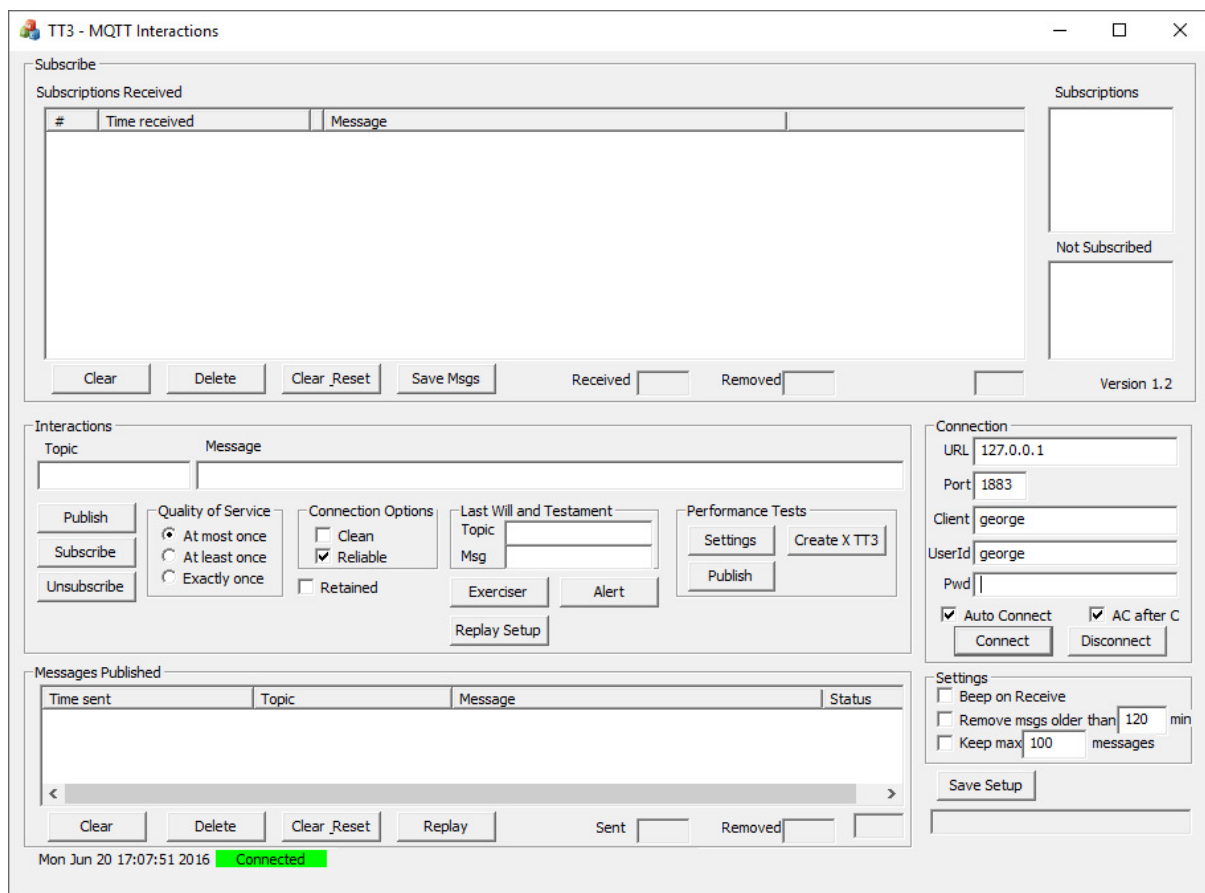 TT3 - MQTT Interactions
Subscribe
Subscriptions Received
Subscriptions
# Time received Message
Not Subscribed
Clear Delete Clear_Reset Save Msgs Received Removed
Version 1.2
Interactions
Topic Message
Publish
Subscribe
Unsubscribe
Quality of Service
At most once
At least once
Exactly once
Connection Options
Clean
Reliable
Retained
Last Will and Testament
Topic
Msg
Exerciser Alert
Replay Setup
Performance Tests
Settings Create X TT3
Publish
Connection
URL 127.0.0.1
Port 1883
Client george
UserId george
Pwd
Auto Connect AC after C
Connect Disconnect
Messages Published
Time sent Topic Message Status
Clear Delete Clear_Reset Replay Sent Removed
Settings
Beep on Receive
Remove msgs older than 120 min
Keep max 100 messages
Save Setup
Mon Jun 20 17:07:51 2016 Connected